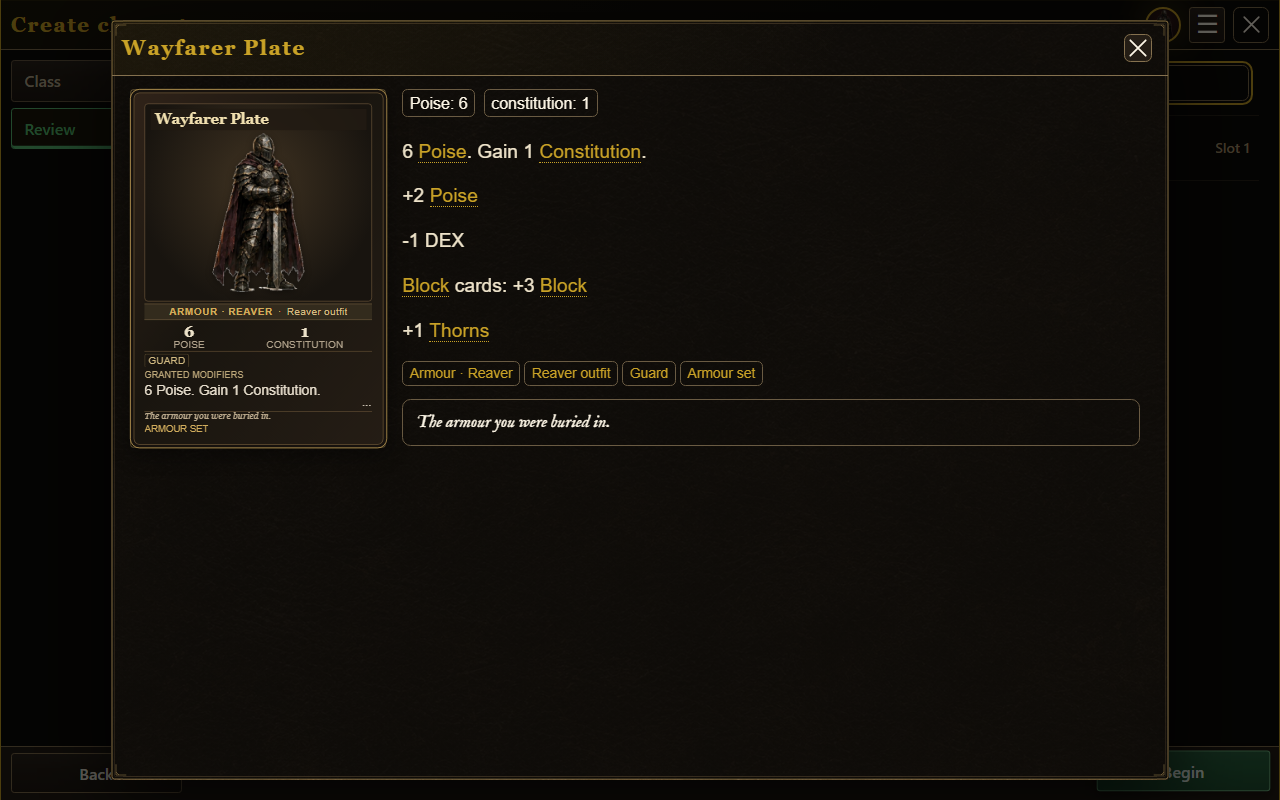 Create c
Wayfarer Plate
Class
Review
Slot 1
Wayfarer Plate
ARMOUR · REAVER · Reaver outfit
6
POISE
1
CONSTITUTION
GUARD
GRANTED MODIFIERS
6 Poise. Gain 1 Constitution.
...
The armour you were buried in.
ARMOUR SET
Poise: 6
constitution: 1
6 Poise. Gain 1 Constitution.
+2 Poise
-1 DEX
Block cards: +3 Block
+1 Thorns
Armour · Reaver
Reaver outfit
Guard
Armour set
The armour you were buried in.
Back
Begin